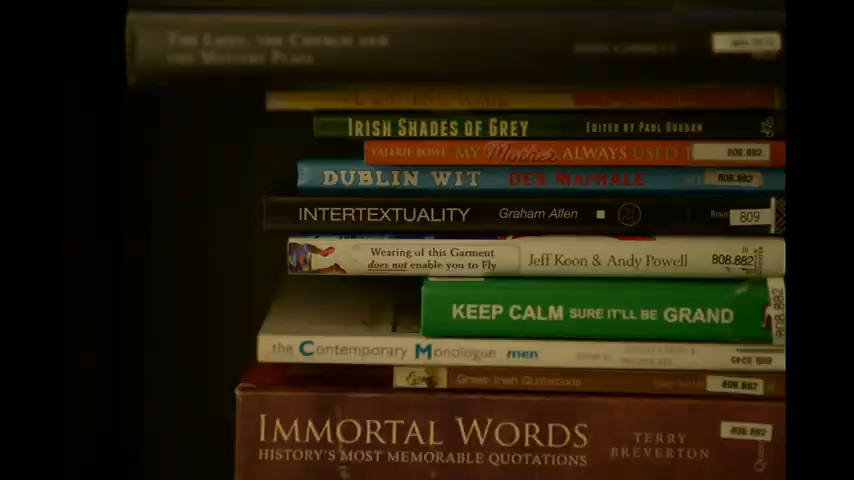 IRISH SHADES OF GREY EDITED BY PAUL
VALERIE BOWE MY Mother ALWAYS USED 808.882
DUBLIN WIT DES MACHALE 808.882
INTERTEXTUALITY Graham Allen 809
Wearing of this Garment
does not enable you to Fly
Jeff Koon & Andy Powell 808.882
KEEP CALM SURE IT'LL BE GRAND 808.882
the Contemporary Monologue men
Great Irish Quotations 808.882
IMMORTAL WORDS
HISTORY'S MOST MEMORABLE QUOTATIONS
TERRY
BREVERTON
808.882